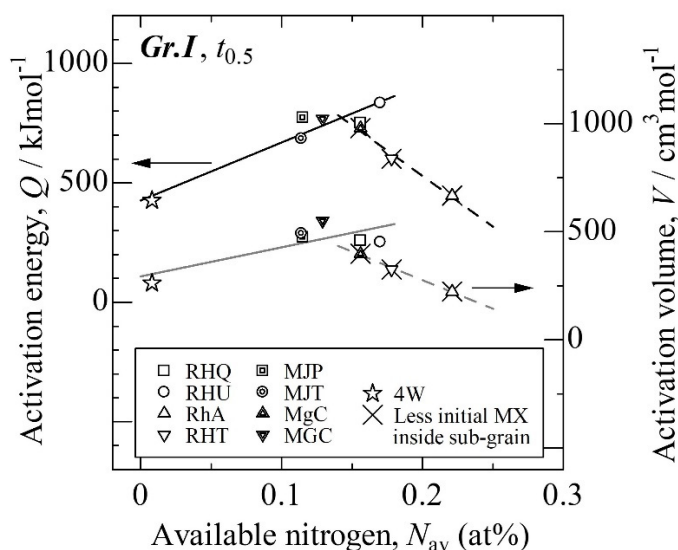 Gr.I, t0.5
1000
500
0
1000
500
0
Activation energy, Q / kJmol⁻¹
Activation volume, V / cm³mol⁻¹
RHQ
RHU
RhA
RHT
MJP
MJT
MgC
MGC
4W
Less initial MX
inside sub-grain
0 0.1 0.2 0.3
Available nitrogen, Nav (at%)